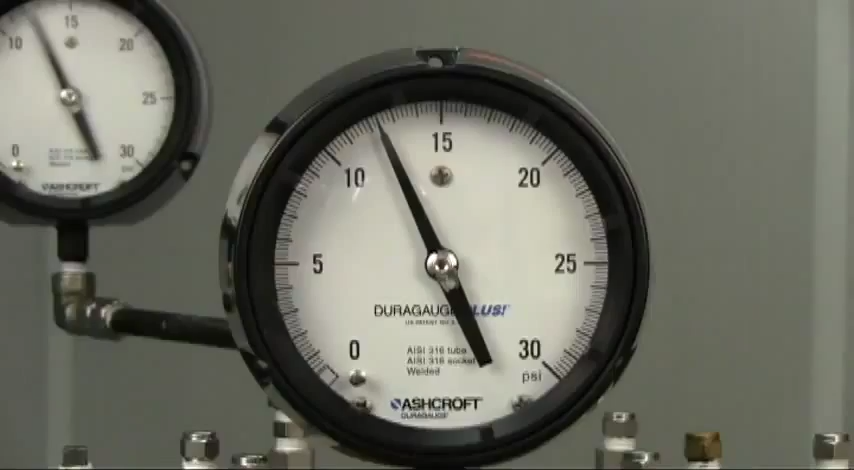 15
10
20
25
0
30
ASHCROFT
15
10
20
5
25
DURAGAUGE PLUS!
0
30
psi
AISI 316 tube
AISI 316 socket
Welded
ASHCROFT
DURAGAUGE